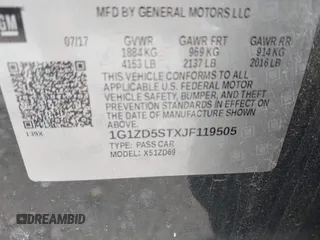 GM
MFD BY GENERAL MOTORS LLC
07/17 GVWR GAWR FRT GAWR RR
1884 KG 969 KG 914 KG
4153 LB 2137 LB 2016 LB
THIS VEHICLE CONFORMS TO ALL APPLICABLE
U.S. FEDERAL MOTOR VEHICLE
SAFETY, BUMPER, AND THEFT PREVENTION
STANDARDS IN EFFECT ON THE DATE OF
MANUFACTURE SHOWN ABOVE.
139X
1G1ZD5STXJF119505
TYPE: PASS CAR
MODEL: X51ZD69
DREAMBID